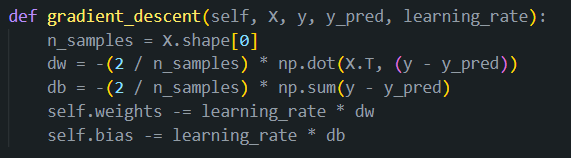 def gradient_descent(self, X, y, y_pred, learning_rate):
    n_samples = X.shape[0]
    dw = -(2 / n_samples) * np.dot(X.T, (y - y_pred))
    db = -(2 / n_samples) * np.sum(y - y_pred)
    self.weights -= learning_rate * dw
    self.bias -= learning_rate * db